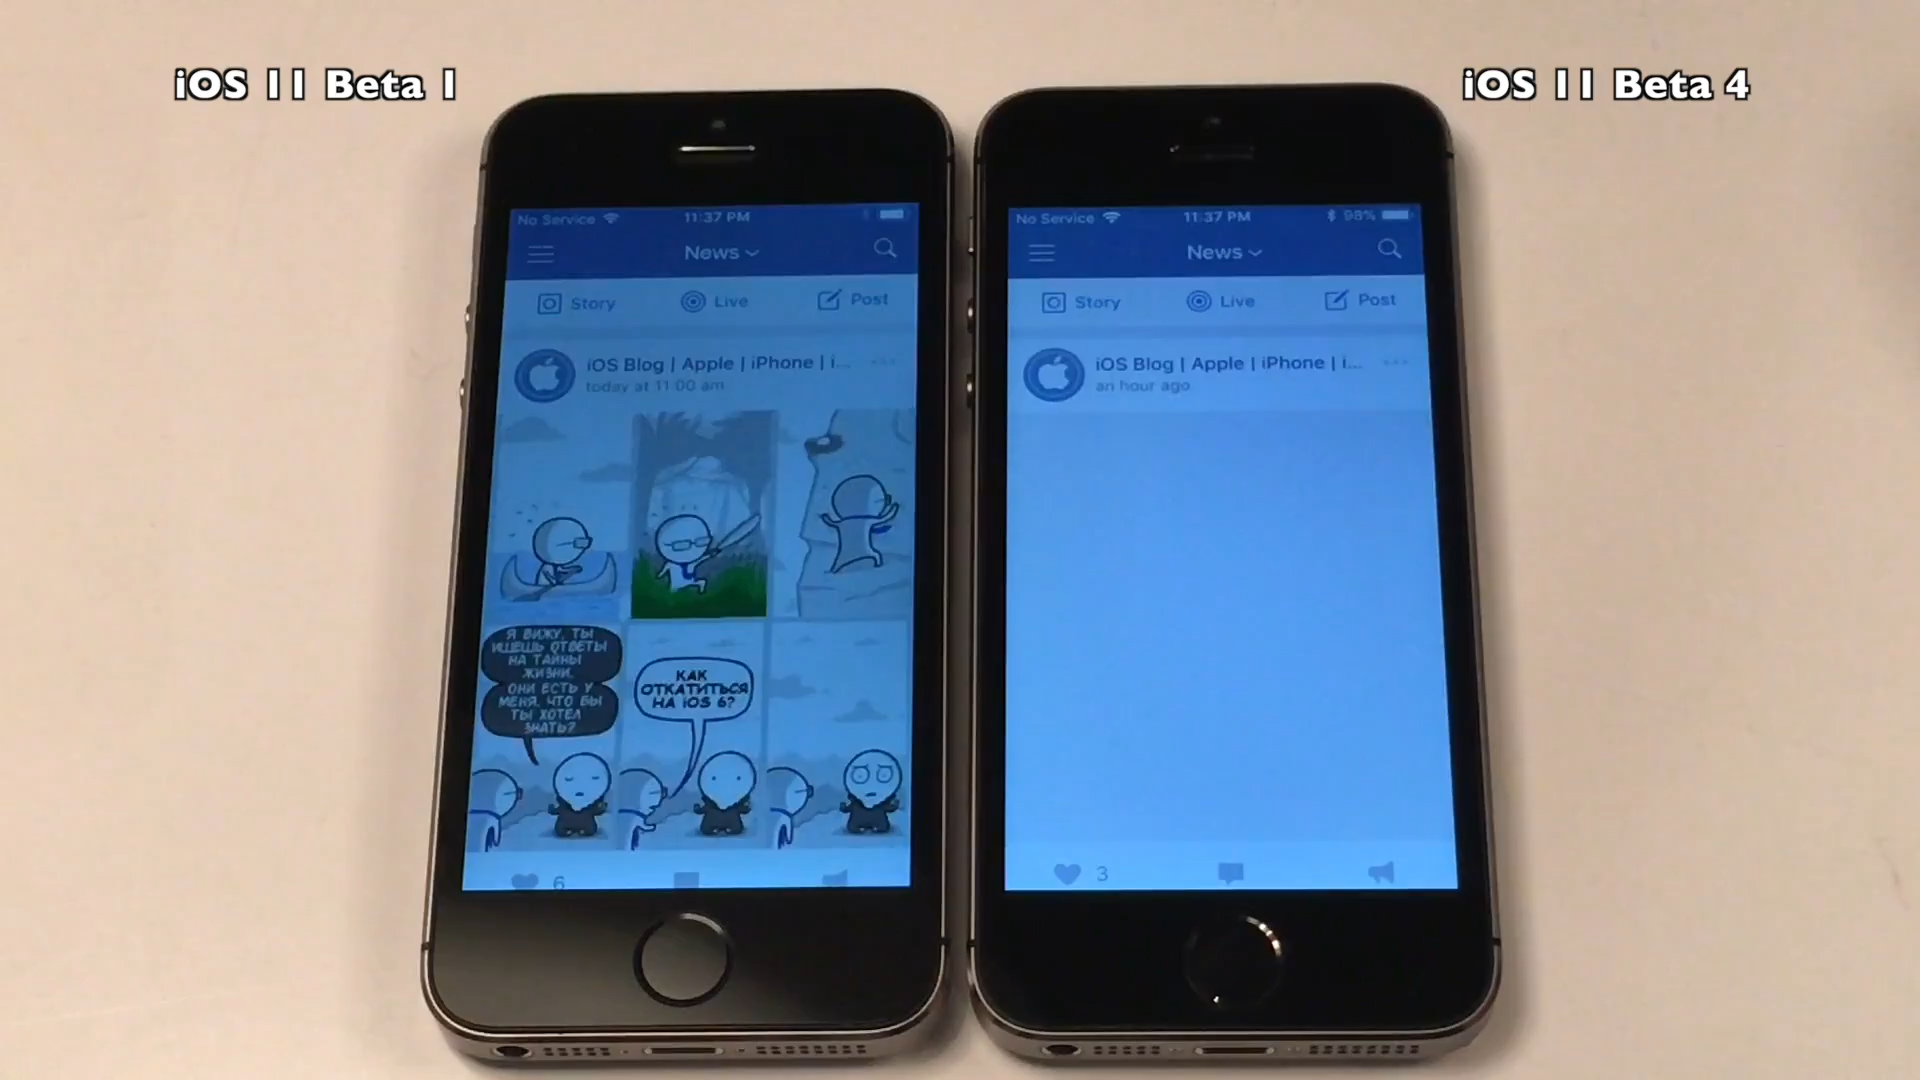 iOS 11 Beta 1
iOS 11 Beta 4
No Service
11:37 PM
News
Story
Live
Post
iOS Blog | Apple | iPhone | i...
today at 11:00 am
Я ВИЖУ, ТЫ
ИЩЕШЬ ОТВЕТЫ
НА ТАЙНЫ
ЖИЗНИ.
ОНИ ЕСТЬ У
МЕНЯ. ЧТО БЫ
ТЫ ХОТЕЛ
ЗНАТЬ?
КАК
ОТКАТИТЬСЯ
НА iOS 6?
6
No Service
11:37 PM
98%
News
Story
Live
Post
iOS Blog | Apple | iPhone | i...
an hour ago
3